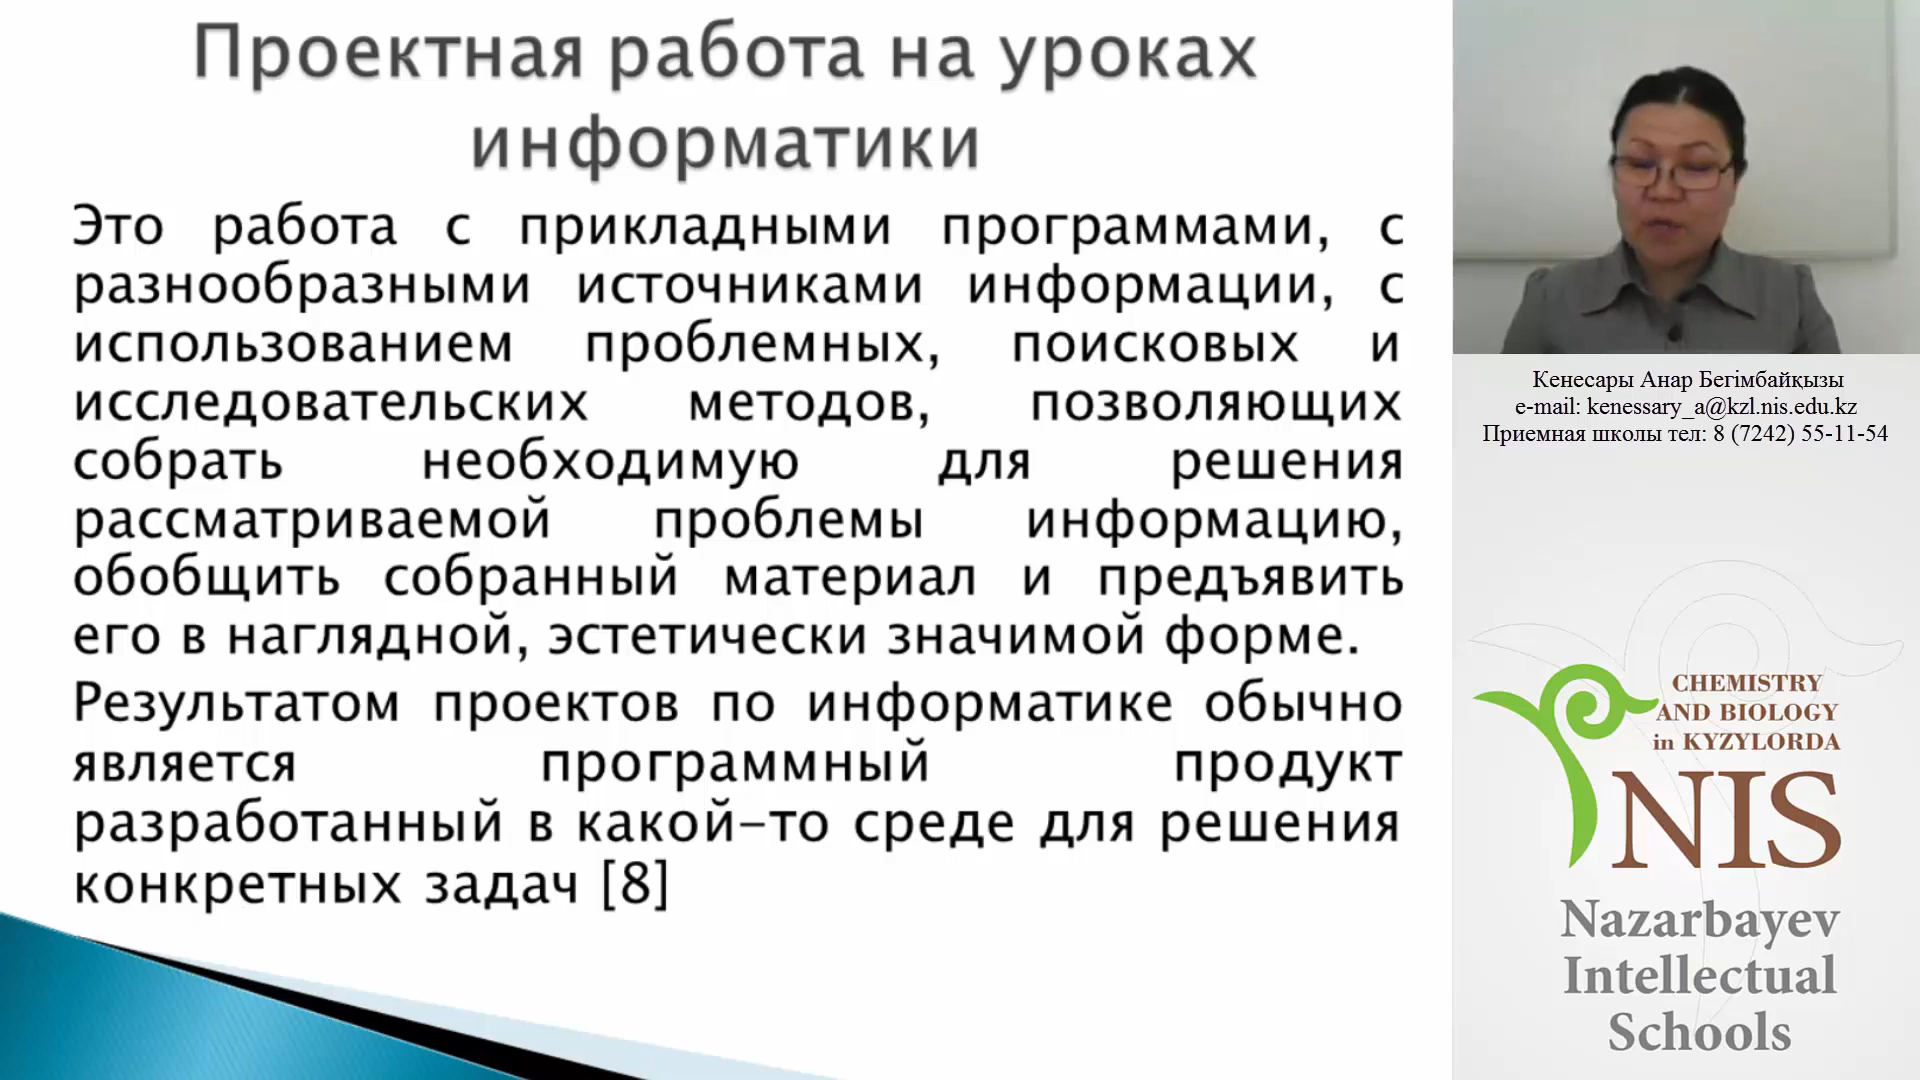 Проектная работа на уроках
информатики
Это работа с прикладными программами, с
разнообразными источниками информации, с
использованием проблемных, поисковых и
исследовательских методов, позволяющих
собрать необходимую для решения
рассматриваемой проблемы информацию,
обобщить собранный материал и предъявить
его в наглядной, эстетически значимой форме.
Результатом проектов по информатике обычно
является программный продукт
разработанный в какой-то среде для решения
конкретных задач [8]
Кенесары Анар Бегімбайқызы
e-mail: kenessary_a@kzl.nis.edu.kz
Приемная школы тел: 8 (7242) 55-11-54
CHEMISTRY
AND BIOLOGY
in KYZYLORDA
NIS
Nazarbayev
Intellectual
Schools